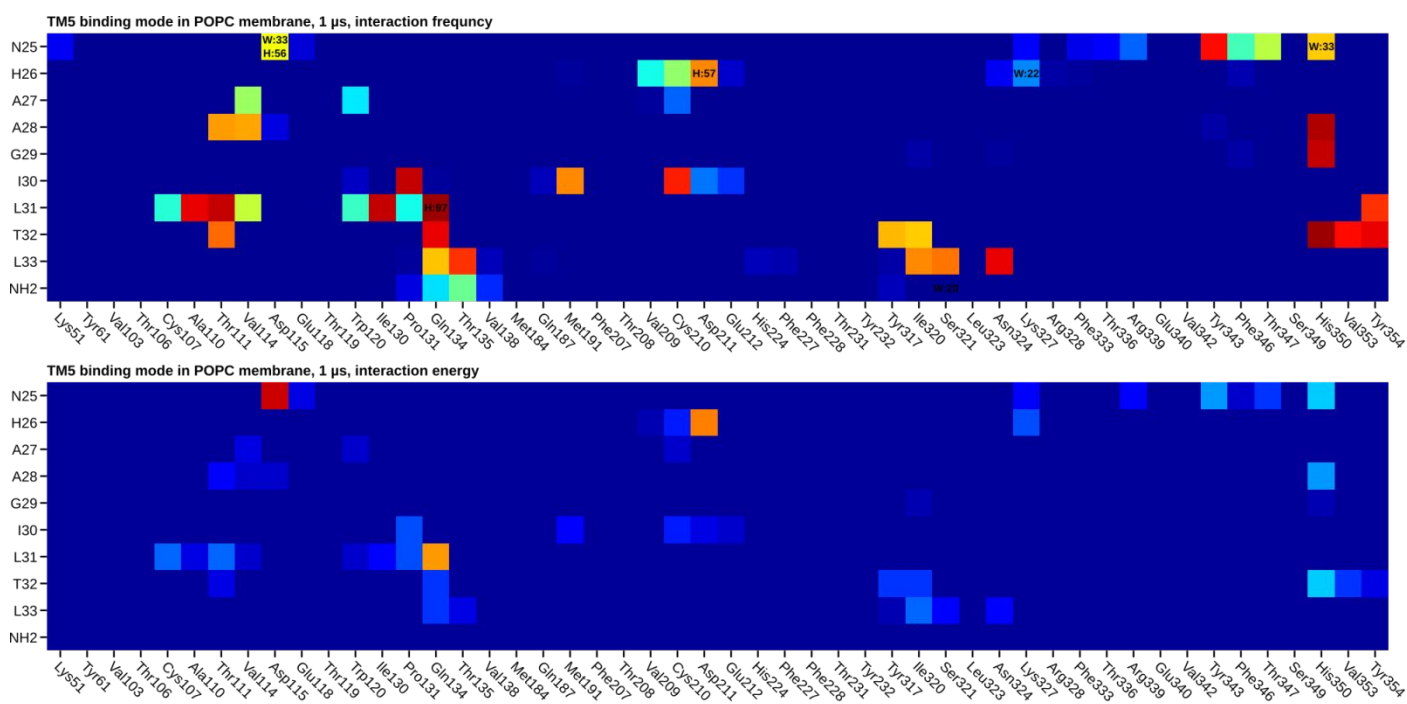 TM5 binding mode in POPC membrane, 1 µs, interaction frequncy
N25
W:33
H:56
W:33
H26
H:57
W:22
A27
A28
G29
I30
L31
H:97
T32
L33
NH2
Lys51 Tyr61 Val103 Thr106 Cys107 Ala110 Thr111 Val114 Asp115 Glu118 Thr119 Trp120 Ile130 Pro131 Gln134 Thr135 Val138 Met184 Gln187 Met191 Phe207 Thr208 Val209 Cys210 Asp211 Glu212 His224 Phe227 Phe228 Thr231 Tyr232 Tyr317 Ile320 Ser321 Leu323 Asn324 Lys327 Arg328 Phe333 Thr336 Arg339 Glu340 Val342 Tyr343 Phe346 Thr347 Ser349 His350 Val353 Tyr354
TM5 binding mode in POPC membrane, 1 µs, interaction energy
N25
H26
A27
A28
G29
I30
L31
T32
L33
NH2
Lys51 Tyr61 Val103 Thr106 Cys107 Ala110 Thr111 Val114 Asp115 Glu118 Thr119 Trp120 Ile130 Pro131 Gln134 Thr135 Val138 Met184 Gln187 Met191 Phe207 Thr208 Val209 Cys210 Asp211 Glu212 His224 Phe227 Phe228 Thr231 Tyr232 Tyr317 Ile320 Ser321 Leu323 Asn324 Lys327 Arg328 Phe333 Thr336 Arg339 Glu340 Val342 Tyr343 Phe346 Thr347 Ser349 His350 Val353 Tyr354